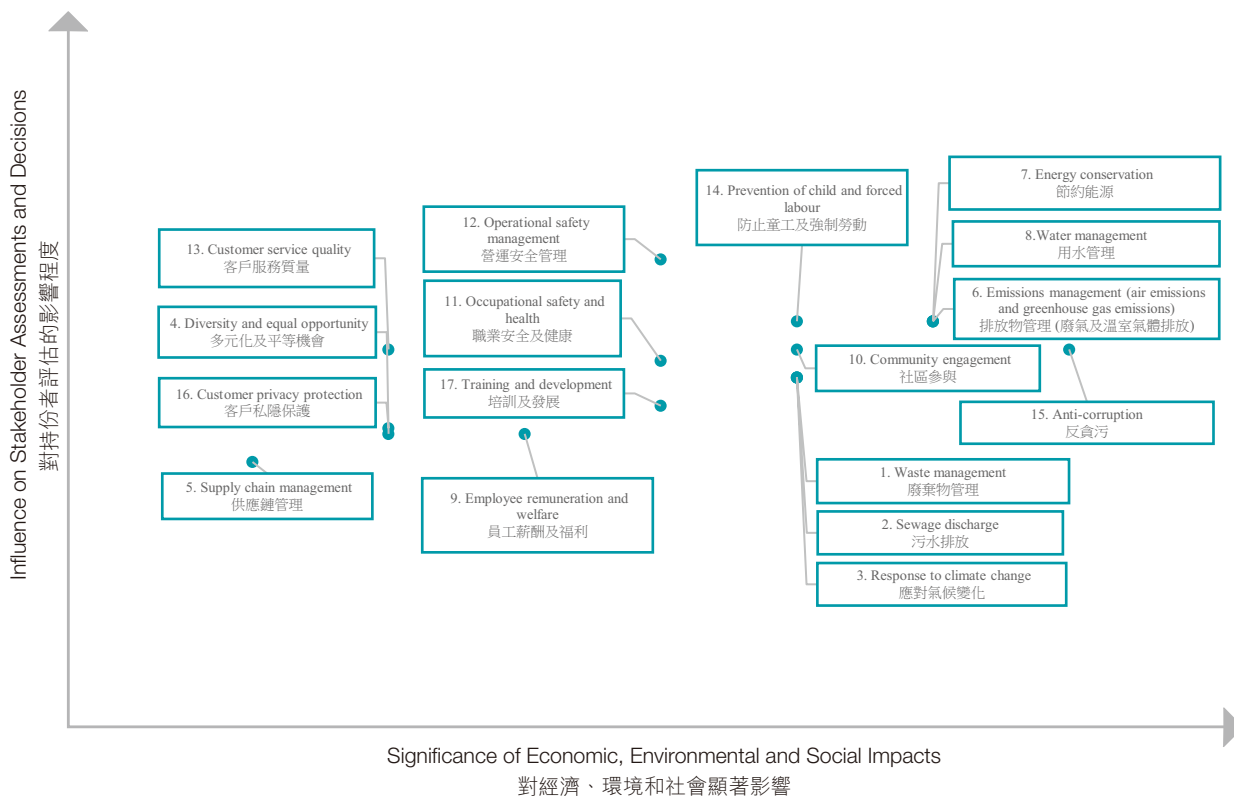 Influence on Stakeholder Assessments and Decisions
對持份者評估的影響程度
13. Customer service quality
客戶服務質量
4. Diversity and equal opportunity
多元化及平等機會
16. Customer privacy protection
客戶私隱保護
5. Supply chain management
供應鏈管理
12. Operational safety
management
營運安全管理
11. Occupational safety and
health
職業安全及健康
17. Training and development
培訓及發展
9. Employee remuneration and
welfare
員工薪酬及福利
14. Prevention of child and forced
labour
防止童工及強制勞動
7. Energy conservation
節約能源
8.Water management
用水管理
6. Emissions management (air emissions
and greenhouse gas emissions)
排放物管理 (廢氣及溫室氣體排放)
10. Community engagement
社區參與
15. Anti-corruption
反貪污
1. Waste management
廢棄物管理
2. Sewage discharge
污水排放
3. Response to climate change
應對氣候變化
Significance of Economic, Environmental and Social Impacts
對經濟、環境和社會顯著影響